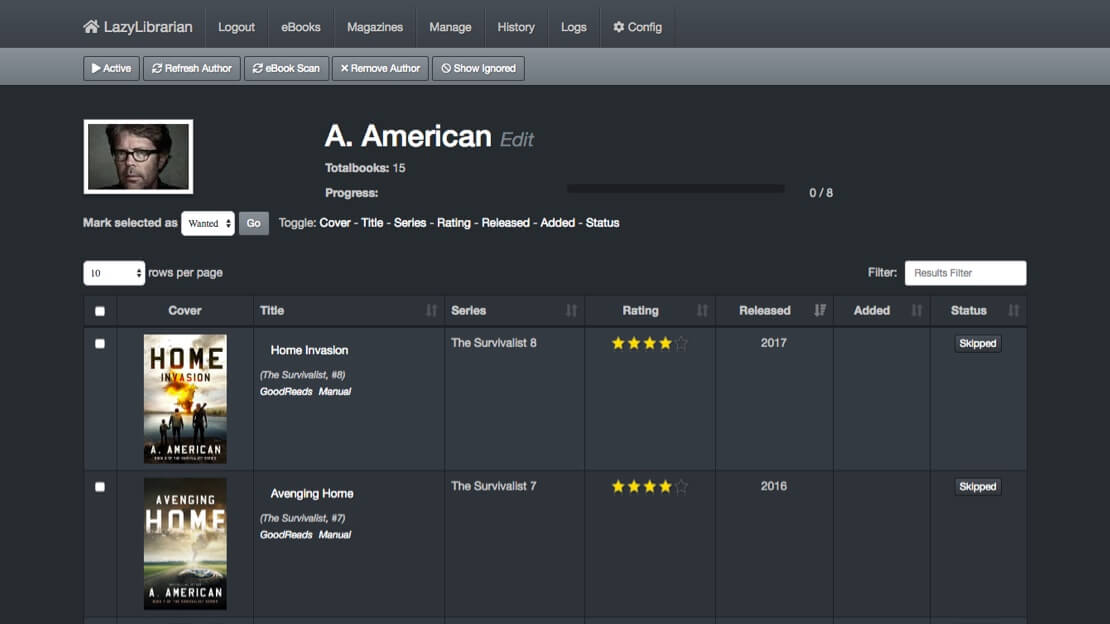 LazyLibrarian Logout eBooks Magazines Manage History Logs Config
Active Refresh Author eBook Scan Remove Author Show Ignored
A. American Edit
Totalbooks: 15
Progress: 0 / 8
Mark selected as Wanted Go Toggle: Cover - Title - Series - Rating - Released - Added - Status
10 rows per page Filter: Results Filter
Cover Title Series Rating Released Added Status
HOME
INVASION
A. AMERICAN
Home Invasion
(The Survivalist, #8)
GoodReads Manual
The Survivalist 8
2017
Skipped
AVENGING
HOME
A. AMERICAN
Avenging Home
(The Survivalist, #7)
GoodReads Manual
The Survivalist 7
2016
Skipped